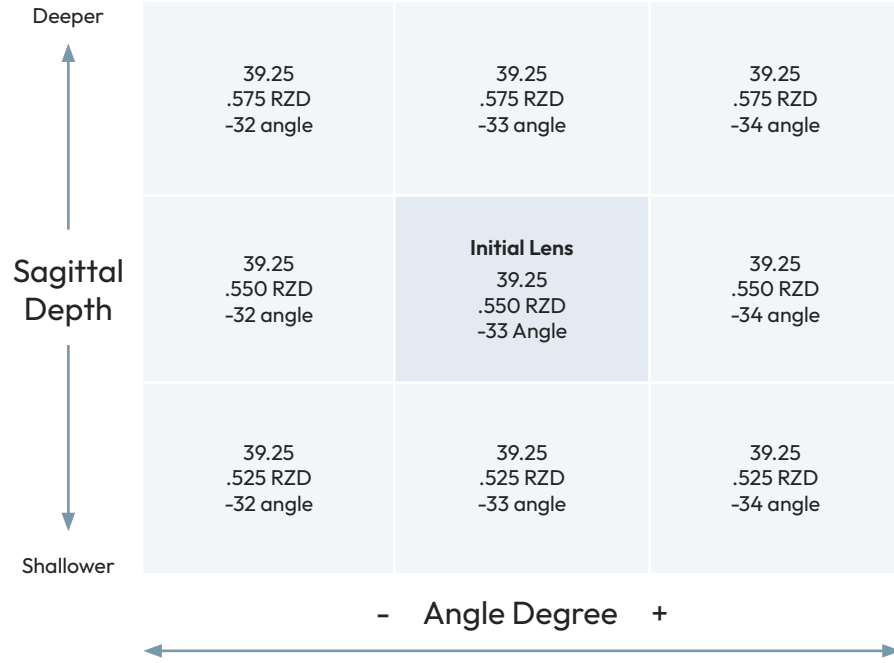 Deeper
39.25
.575 RZD
-32 angle
39.25
.575 RZD
-33 angle
39.25
.575 RZD
-34 angle
Sagittal
Depth
39.25
.550 RZD
-32 angle
Initial Lens
39.25
.550 RZD
-33 Angle
39.25
.550 RZD
-34 angle
39.25
.525 RZD
-32 angle
39.25
.525 RZD
-33 angle
39.25
.525 RZD
-34 angle
Shallower
- Angle Degree +